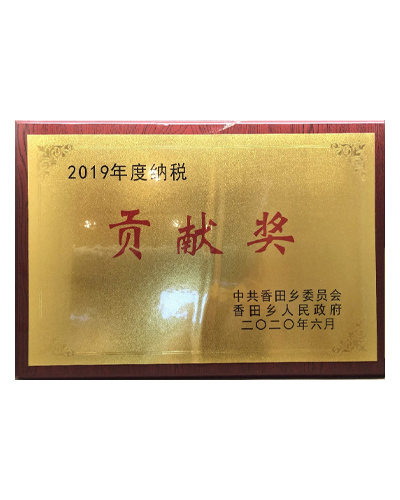 2019年度纳税
贡献奖
中共香田乡委员会
香田乡人民政府
二〇二〇年六月